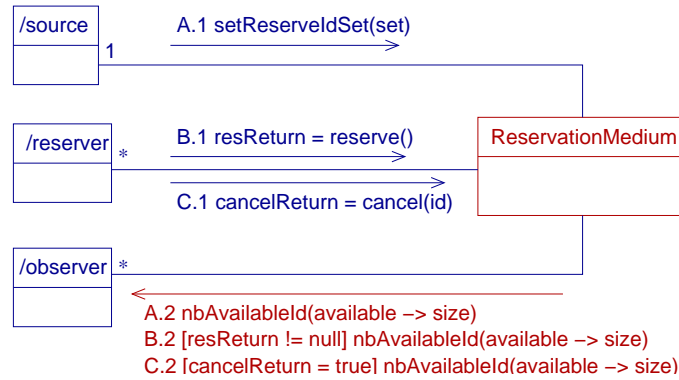 /source
A.1 setReserveIdSet(set)
1
/reserver
*
B.1 resReturn = reserve()
ReservationMedium
C.1 cancelReturn = cancel(id)
/observer
*
A.2 nbAvailableId(available −> size)
B.2 [resReturn != null] nbAvailableId(available −> size)
C.2 [cancelReturn = true] nbAvailableId(available −> size)